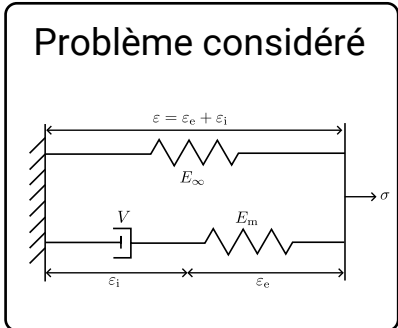 Problème considéré
ε = εe + εi
E∞
σ
V
Em
εi
εe